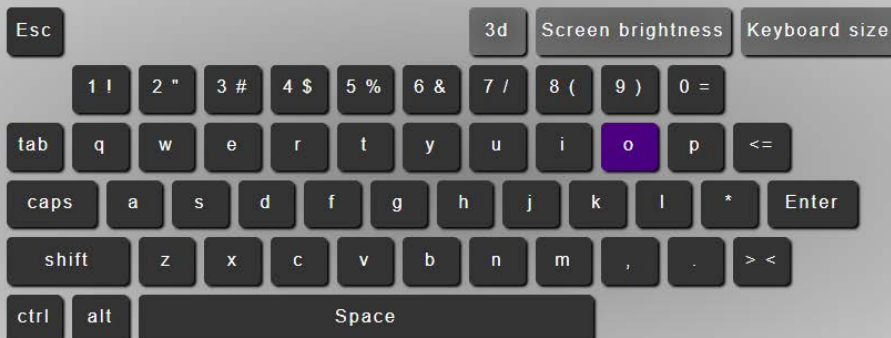 Esc 3d Screen brightness Keyboard size
1 ! 2 " 3 # 4 $ 5 % 6 & 7 / 8 ( 9 ) 0 =
tab q w e r t y u i o p <=
caps a s d f g h j k l * Enter
shift z x c v b n m , . > <
ctrl alt Space